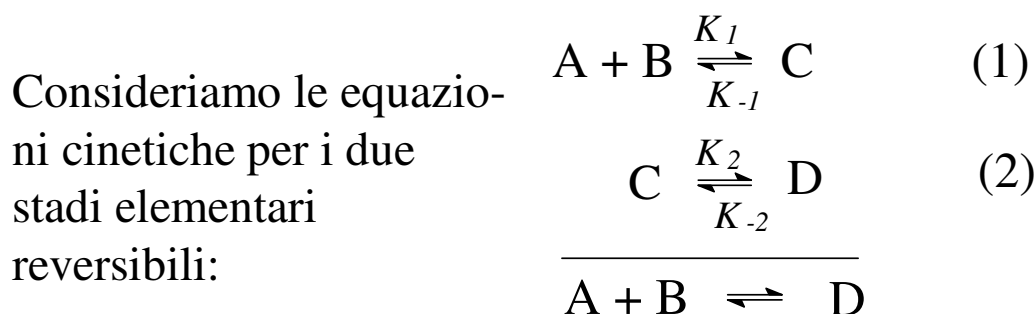 Consideriamo le equazio-
ni cinetiche per i due
stadi elementari
reversibili:
K1
A + B ⇌ C (1)
K-1
K2
C ⇌ D (2)
K-2
A + B ⇌ D